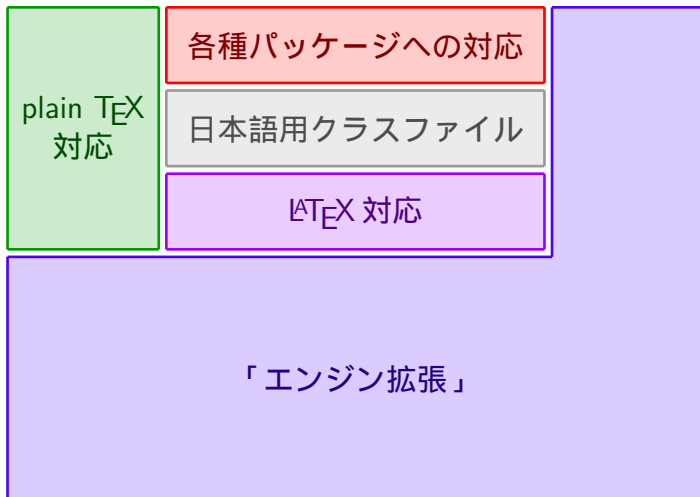 plain TEX
対応
各種パッケージへの対応
日本語用クラスファイル
LATEX 対応
「エンジン拡張」